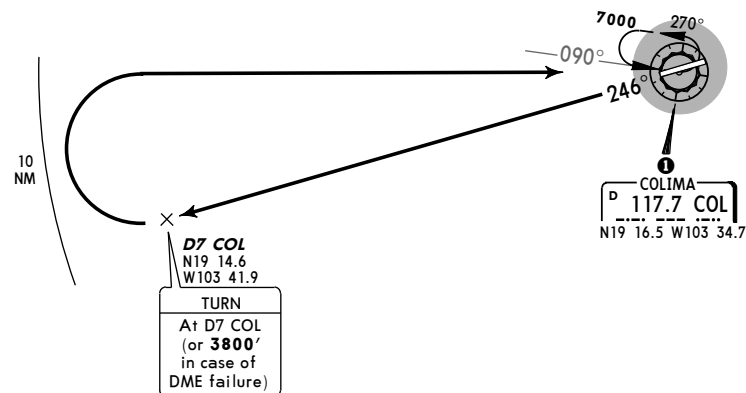 7000
270°
090°
246°
10
NM
❶
COLIMA
D 117.7 COL
N19 16.5 W103 34.7
D7 COL
N19 14.6
W103 41.9
TURN
At D7 COL
(or 3800'
in case of
DME failure)